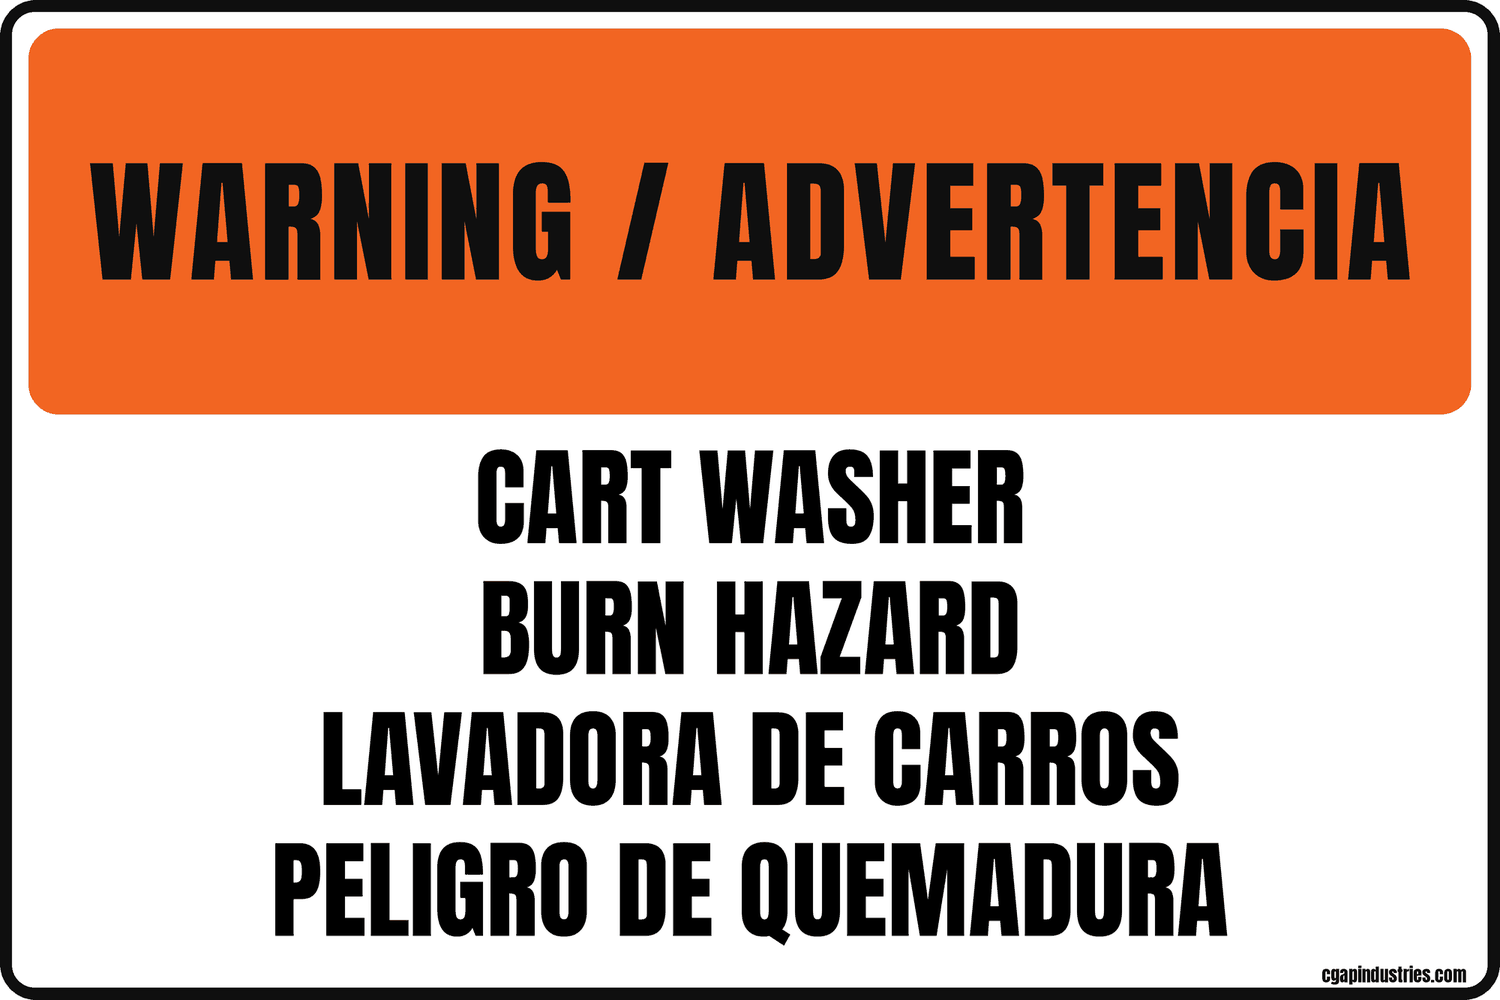 WARNING / ADVERTENCIA
CART WASHER
BURN HAZARD
LAVADORA DE CARROS
PELIGRO DE QUEMADURA
cgapindustries.com